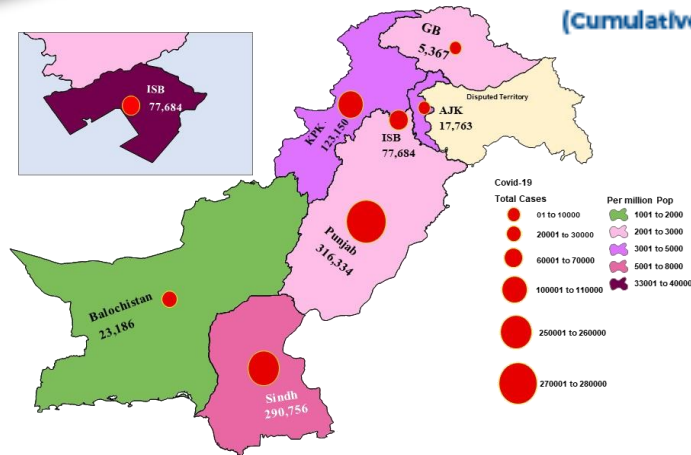 (Cumulative
GB
5,367
ISB
77,684
Disputed Territory
AJK
17,763
KPK
123,150
ISB
77,684
Punjab
316,334
Balochistan
23,186
Sindh
290,756
Covid-19
Total Cases
01 to 10000
20001 to 30000
60001 to 70000
100001 to 110000
250001 to 260000
270001 to 280000
Per million Pop
1001 to 2000
2001 to 3000
3001 to 5000
5001 to 8000
33001 to 40000